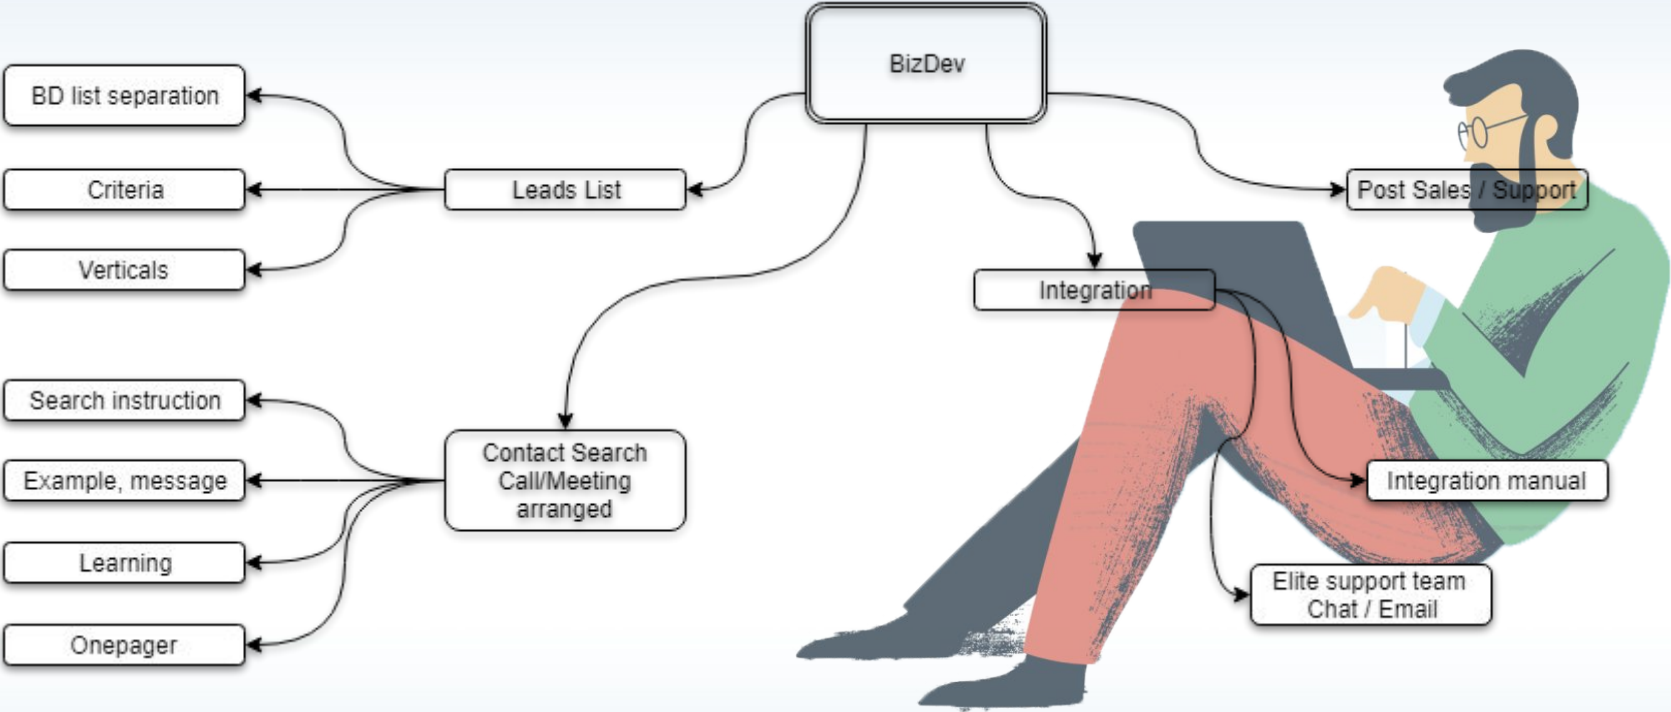 BizDev
BD list separation
Criteria
Leads List
Post Sales / Support
Verticals
Integration
Search instruction
Contact Search
Call/Meeting
arranged
Example, message
Integration manual
Learning
Elite support team
Chat / Email
Onepager